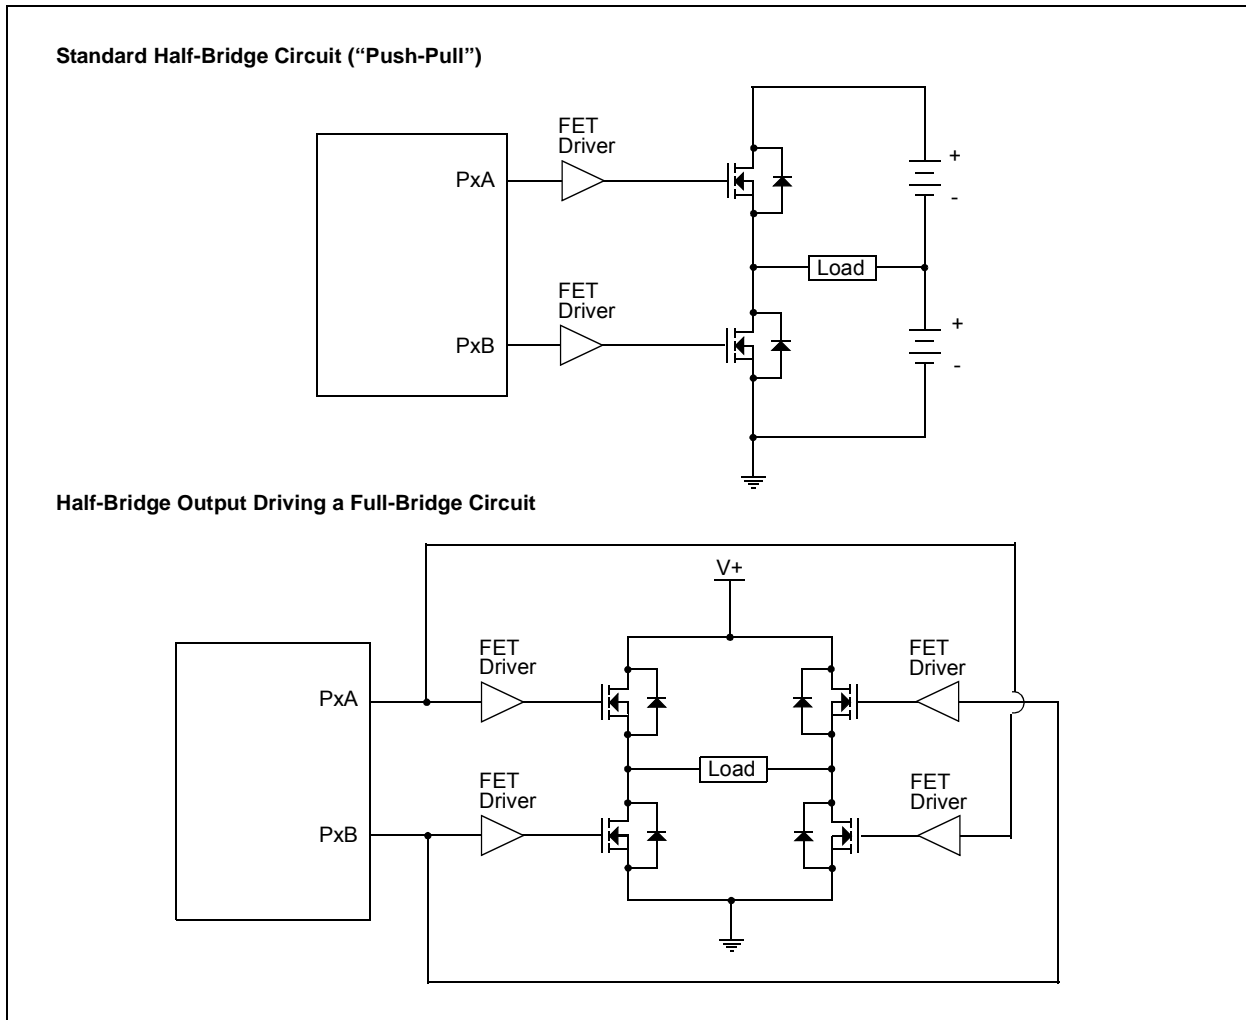 Standard Half-Bridge Circuit (“Push-Pull”)
FET
Driver
PxA
+
-
Load
FET
Driver
PxB
+
-
Half-Bridge Output Driving a Full-Bridge Circuit
V+
FET
Driver
FET
Driver
PxA
Load
FET
Driver
FET
Driver
PxB